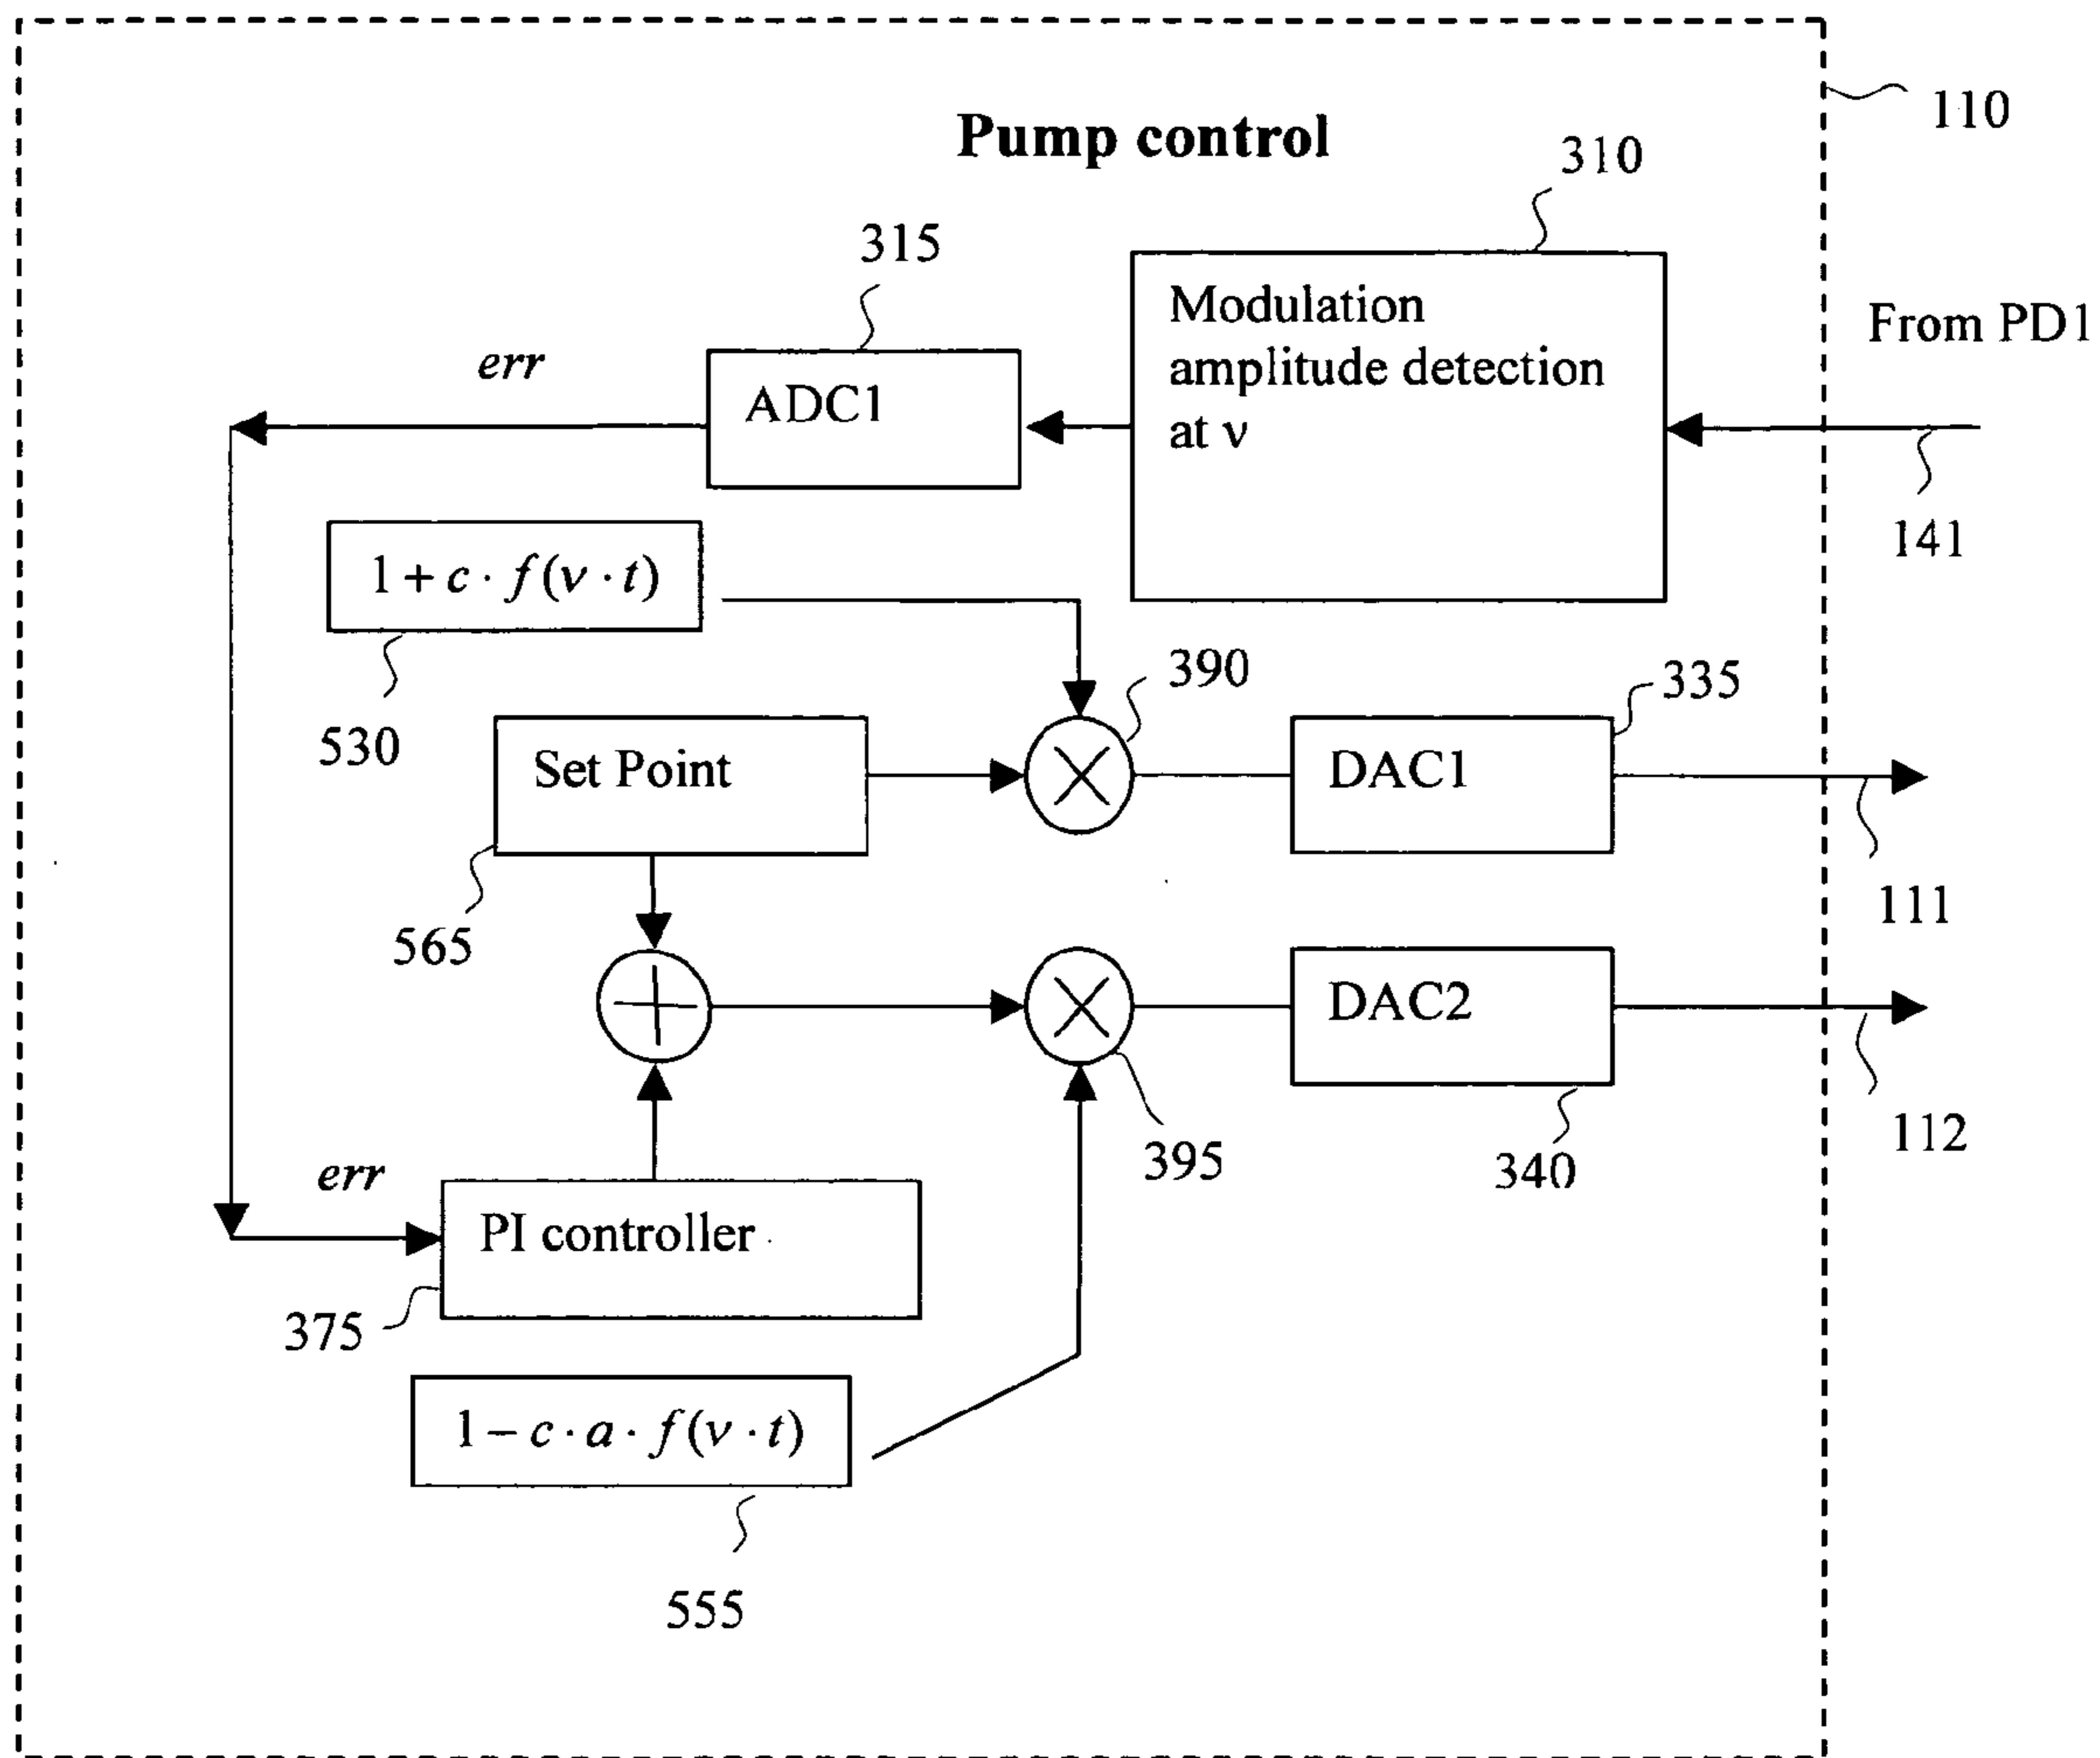 Pump control
110
310
315
From PD1
Modulation
amplitude detection
at ν
ADC1
err
141
1 + c · f(ν · t)
530
390
335
Set Point
DAC1
565
111
DAC2
395
340
112
err
PI controller
375
1 − c · a · f(ν · t)
555